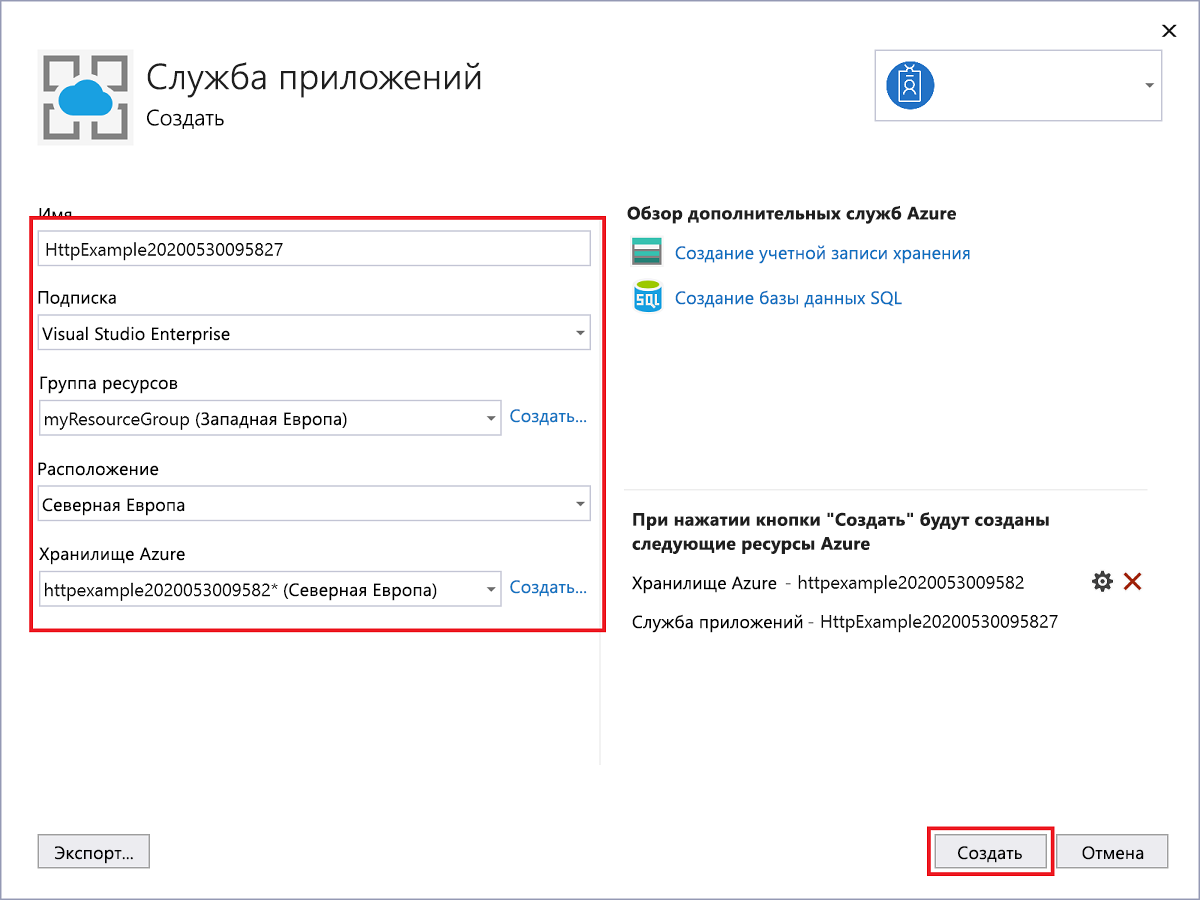 Служба приложений
Создать
Имя
HttpExample20200530095827
Подписка
Visual Studio Enterprise
Группа ресурсов
myResourceGroup (Западная Европа)
Создать...
Расположение
Северная Европа
Хранилище Azure
httpexample2020053009582* (Северная Европа)
Создать...
Обзор дополнительных служб Azure
Создание учетной записи хранения
SQL
Создание базы данных SQL
При нажатии кнопки "Создать" будут созданы
следующие ресурсы Azure
Хранилище Azure - httpexample2020053009582
Служба приложений - HttpExample20200530095827
Экспорт...
Создать
Отмена